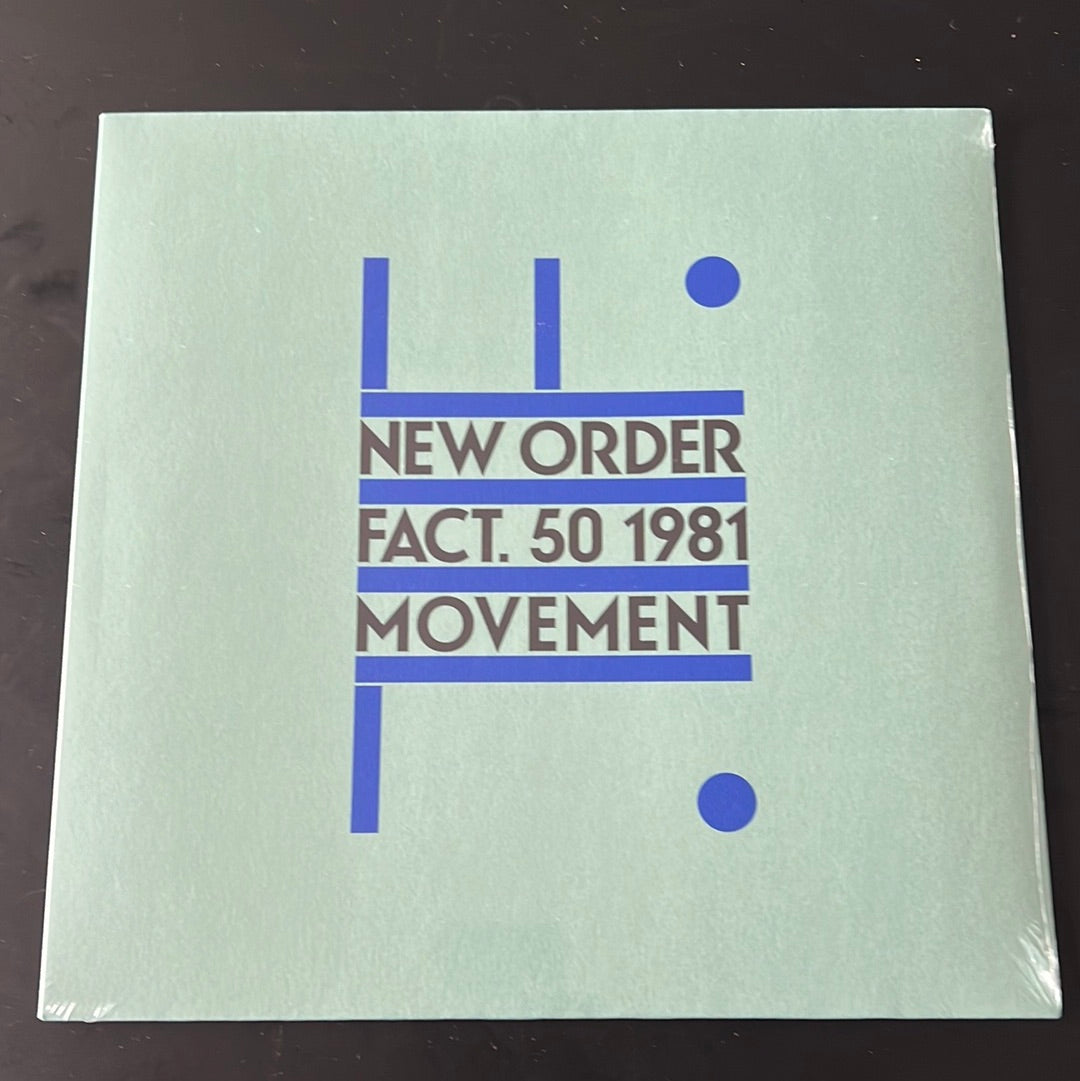 NEW ORDER
FACT. 50 1981
MOVEMENT